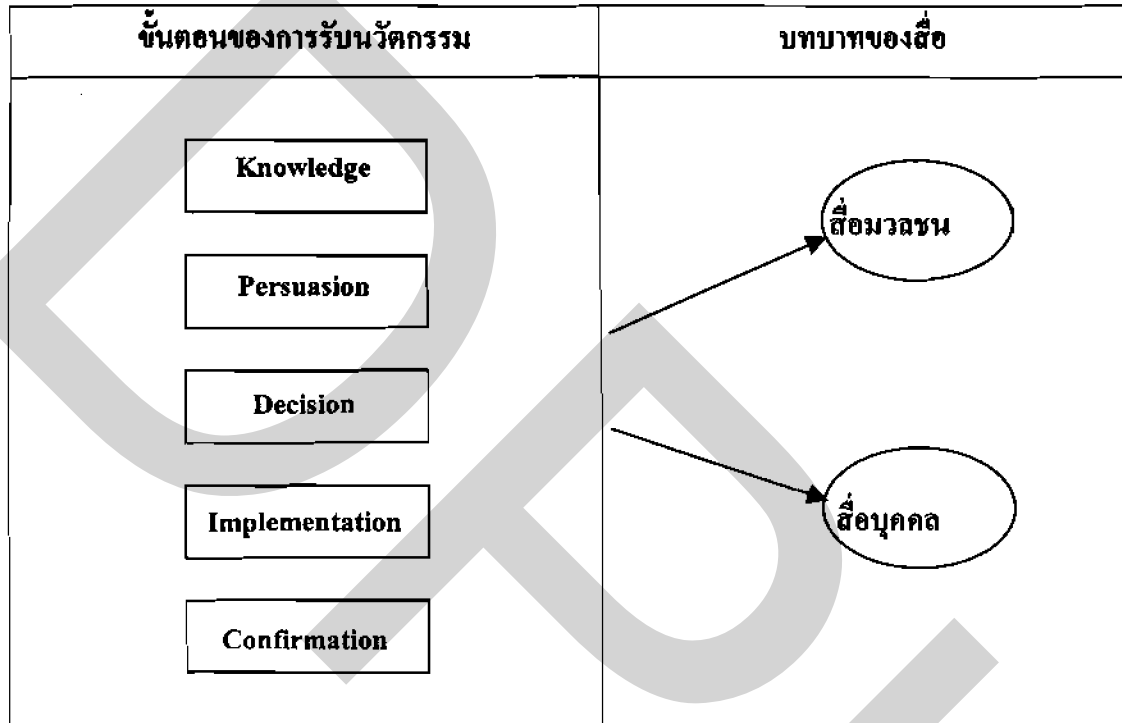 ขั้นตอนของการรับนวัตกรรม
บทบาทของสื่อ
Knowledge
สื่อมวลชน
Persuasion
Decision
Implementation
สื่อบุคคล
Confirmation